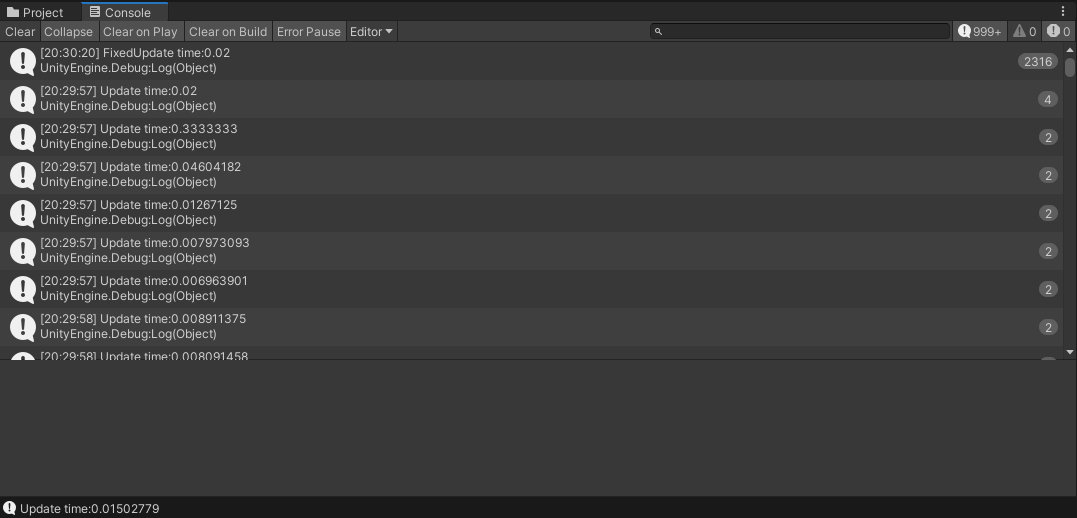 Project Console
Clear Collapse Clear on Play Clear on Build Error Pause Editor 999+ 0 0
[20:30:20] FixedUpdate time:0.02
UnityEngine.Debug:Log(Object)
2316
[20:29:57] Update time:0.02
UnityEngine.Debug:Log(Object)
4
[20:29:57] Update time:0.3333333
UnityEngine.Debug:Log(Object)
2
[20:29:57] Update time:0.04604182
UnityEngine.Debug:Log(Object)
2
[20:29:57] Update time:0.01267125
UnityEngine.Debug:Log(Object)
2
[20:29:57] Update time:0.007973093
UnityEngine.Debug:Log(Object)
2
[20:29:57] Update time:0.006963901
UnityEngine.Debug:Log(Object)
2
[20:29:58] Update time:0.008911375
UnityEngine.Debug:Log(Object)
2
[20:29:58] Update time:0.008091458
Update time:0.01502779